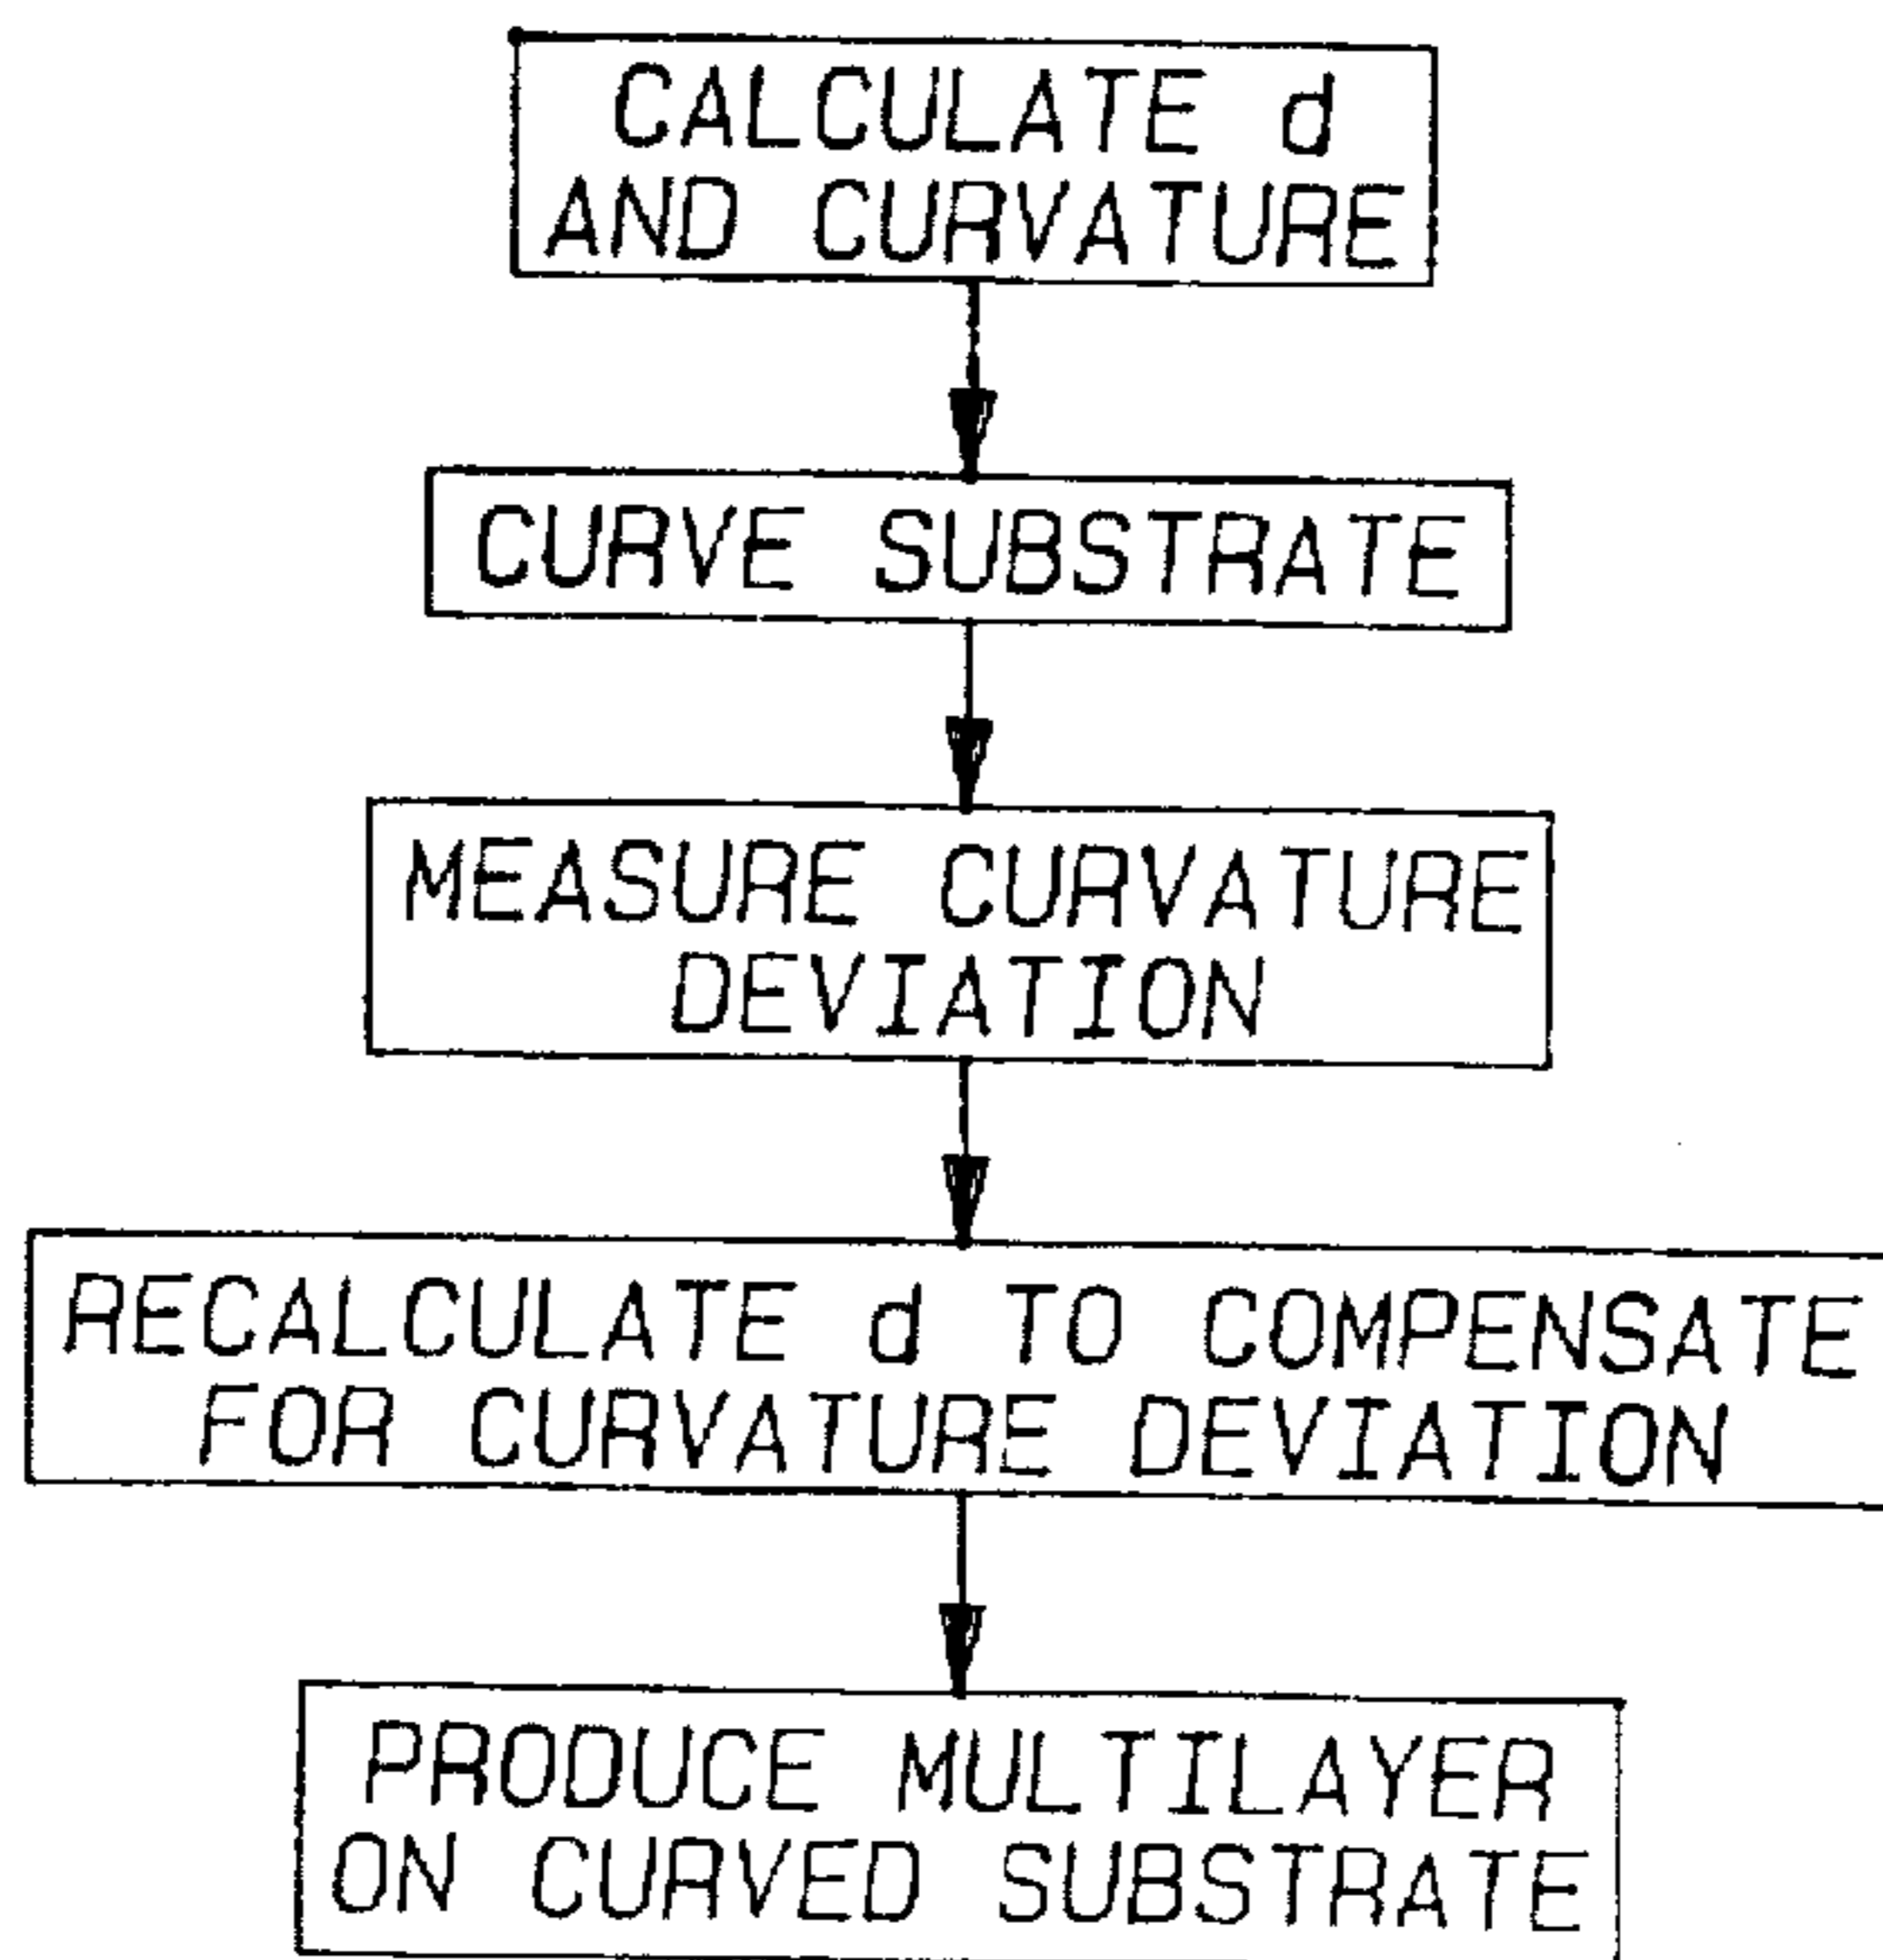 CALCULATE d
AND CURVATURE
CURVE SUBSTRATE
MEASURE CURVATURE
DEVIATION
RECALCULATE d TO COMPENSATE
FOR CURVATURE DEVIATION
PRODUCE MULTILAYER
ON CURVED SUBSTRATE